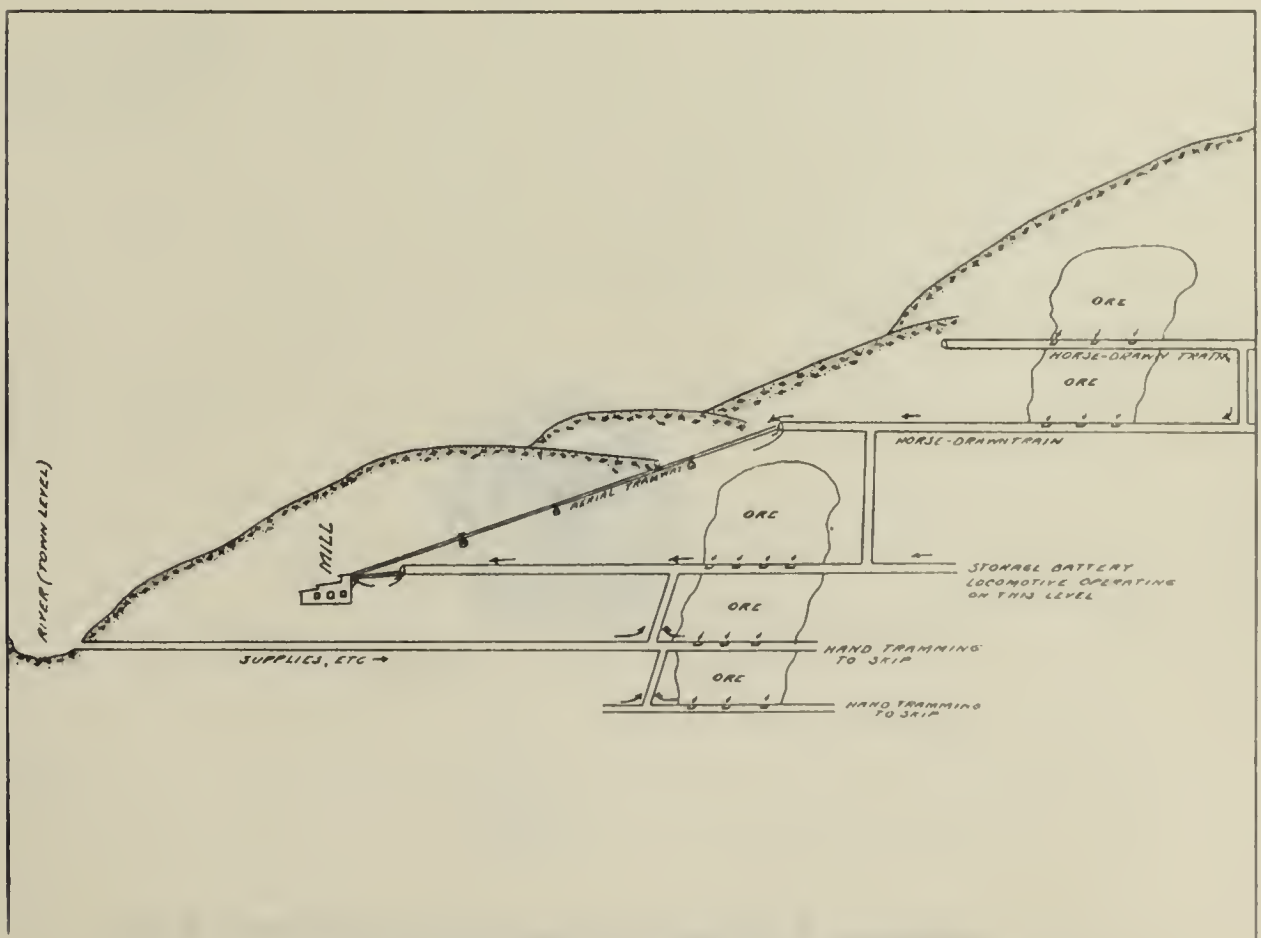 ORE
HORSE-DRAWN TRAIN
ORE
HORSE-DRAWN TRAIN
RIVER (TOWN LEVEL)
AERIAL TRAMWAY
ORE
MILL
STORAGE BATTERY
LOCOMOTIVE OPERATING
ON THIS LEVEL
ORE
HAND TRAMMING
TO SKIP
SUPPLIES, ETC →
ORE
HAND TRAMMING
TO SKIP